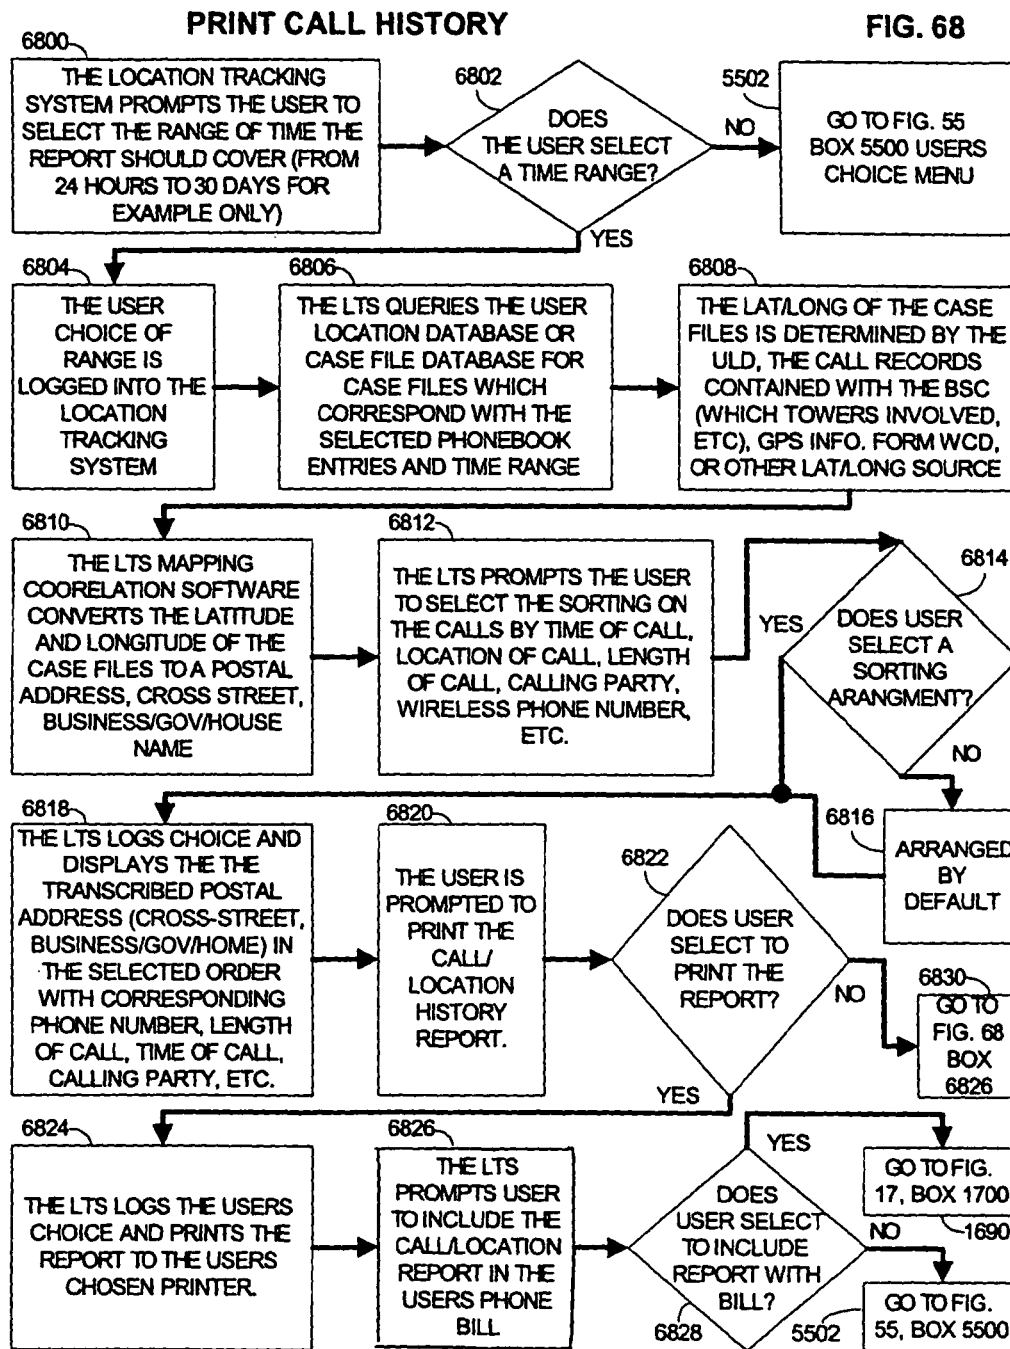 PRINT CALL HISTORY
FIG. 68
6800
THE LOCATION TRACKING
SYSTEM PROMPTS THE USER TO
SELECT THE RANGE OF TIME THE
REPORT SHOULD COVER (FROM
24 HOURS TO 30 DAYS FOR
EXAMPLE ONLY)
6802
DOES
THE USER SELECT
A TIME RANGE?
NO
YES
5502
GO TO FIG. 55
BOX 5500 USERS
CHOICE MENU
6804
THE USER
CHOICE OF
RANGE IS
LOGGED INTO THE
LOCATION
TRACKING
SYSTEM
6806
THE LTS QUERIES THE USER
LOCATION DATABASE OR
CASE FILE DATABASE FOR
CASE FILES WHICH
CORRESPOND WITH THE
SELECTED PHONEBOOK
ENTRIES AND TIME RANGE
6808
THE LAT/LONG OF THE CASE
FILES IS DETERMINED BY THE
ULD, THE CALL RECORDS
CONTAINED WITH THE BSC
(WHICH TOWERS INVOLVED,
ETC), GPS INFO. FORM WCD,
OR OTHER LAT/LONG SOURCE
6810
THE LTS MAPPING
COORELATION SOFTWARE
CONVERTS THE LATITUDE
AND LONGITUDE OF THE
CASE FILES TO A POSTAL
ADDRESS, CROSS STREET,
BUSINESS/GOV/HOUSE
NAME
6812
THE LTS PROMPTS THE USER
TO SELECT THE SORTING ON
THE CALLS BY TIME OF CALL,
LOCATION OF CALL, LENGTH
OF CALL, CALLING PARTY,
WIRELESS PHONE NUMBER,
ETC.
6814
YES
DOES USER
SELECT A
SORTING
ARANGMENT?
NO
6816
ARRANGED
BY
DEFAULT
6818
THE LTS LOGS CHOICE AND
DISPLAYS THE THE
TRANSCRIBED POSTAL
ADDRESS (CROSS-STREET,
BUSINESS/GOV/HOME) IN
THE SELECTED ORDER
WITH CORRESPONDING
PHONE NUMBER, LENGTH
OF CALL, TIME OF CALL,
CALLING PARTY, ETC.
6820
THE USER IS
PROMPTED TO
PRINT THE
CALL/
LOCATION
HISTORY
REPORT.
6822
DOES USER
SELECT TO
PRINT THE
REPORT?
NO
YES
6830
GO TO
FIG. 68
BOX
6826
6824
THE LTS LOGS THE USERS
CHOICE AND PRINTS THE
REPORT TO THE USERS
CHOSEN PRINTER.
6826
THE LTS
PROMPTS USER
TO INCLUDE THE
CALL/LOCATION
REPORT IN THE
USERS PHONE
BILL
YES
DOES
USER SELECT
TO INCLUDE
REPORT WITH
BILL?
6828
NO
GO TO FIG.
17, BOX 1700
1690
5502
GO TO FIG.
55, BOX 5500